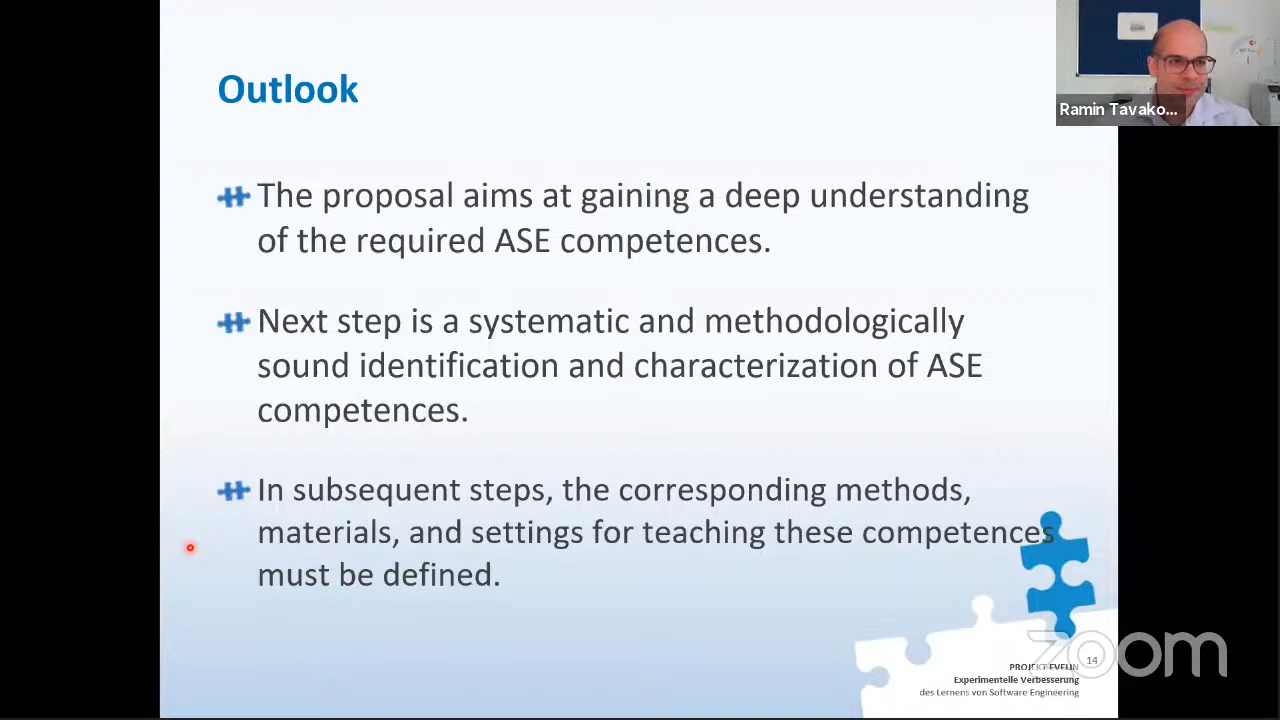 Outlook
Ramin Tavako...
The proposal aims at gaining a deep understanding
of the required ASE competences.
Next step is a systematic and methodologically
sound identification and characterization of ASE
competences.
In subsequent steps, the corresponding methods,
materials, and settings for teaching these competences
must be defined.
zoom
14
PROJEKT EVELIN
Experimentelle Verbesserung
des Lernens von Software Engineering